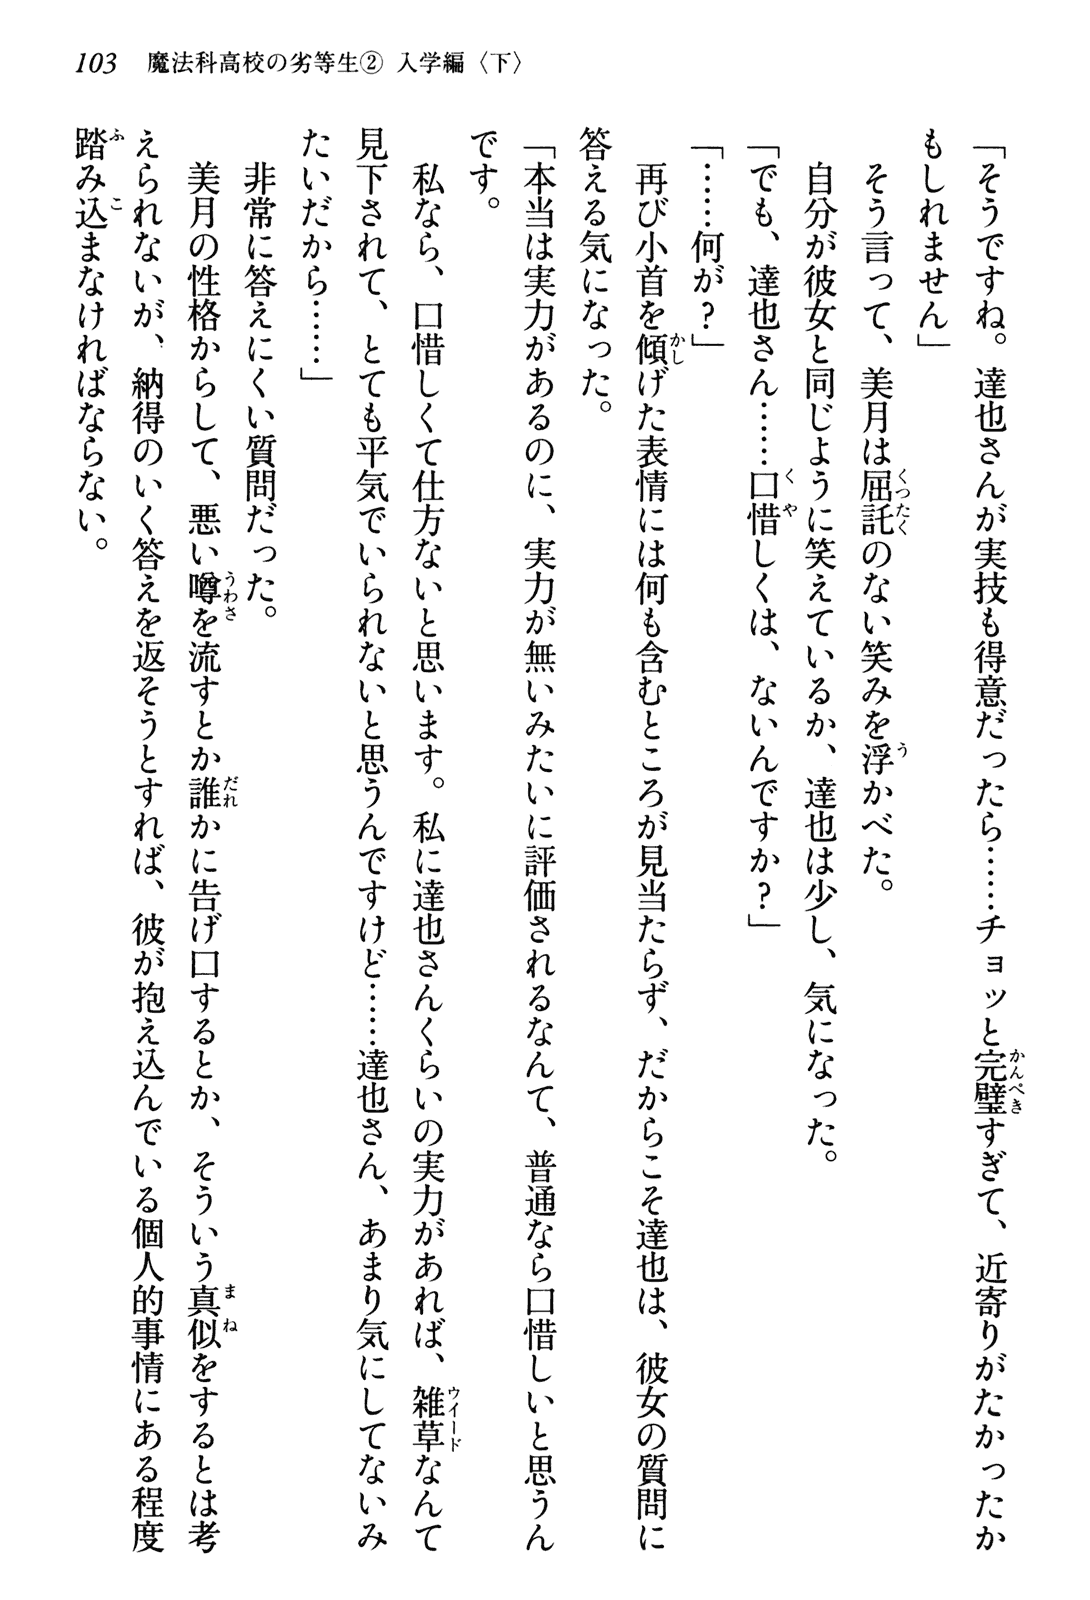 103 魔法科高校の劣等生② 入学編〈下〉
「そうですね。達也さんが実技も得意だったら……チョッと完璧すぎて、近寄りがたかったか
もしれません」
そう言って、美月は屈託のない笑みを浮かべた。
自分が彼女と同じように笑えているか、達也は少し、気になった。
「でも、達也さん……口惜しくは、ないんですか？」
「……何が？」
再び小首を傾げた表情には何も含むところが見当たらず、だからこそ達也は、彼女の質問に
答える気になった。
「本当は実力があるのに、実力が無いみたいに評価されるなんて、普通なら口惜しいと思うん
です。
私なら、口惜しくて仕方ないと思います。私に達也さんくらいの実力があれば、雑草なんて
見下されて、とても平気でいられないと思うんですけど……達也さん、あまり気にしてないみ
たいだから……」
非常に答えにくい質問だった。
美月の性格からして、悪い噂を流すとか誰かに告げ口するとか、そういう真似をするとは考
えられないが、納得のいく答えを返そうとすれば、彼が抱え込んでいる個人的事情にある程度
踏み込まなければならない。